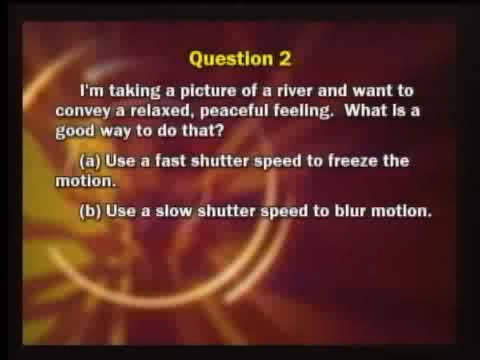 Question 2
I'm taking a picture of a river and want to
convey a relaxed, peaceful feeling.  What is a
good way to do that?
(a) Use a fast shutter speed to freeze the
motion.
(b) Use a slow shutter speed to blur motion.